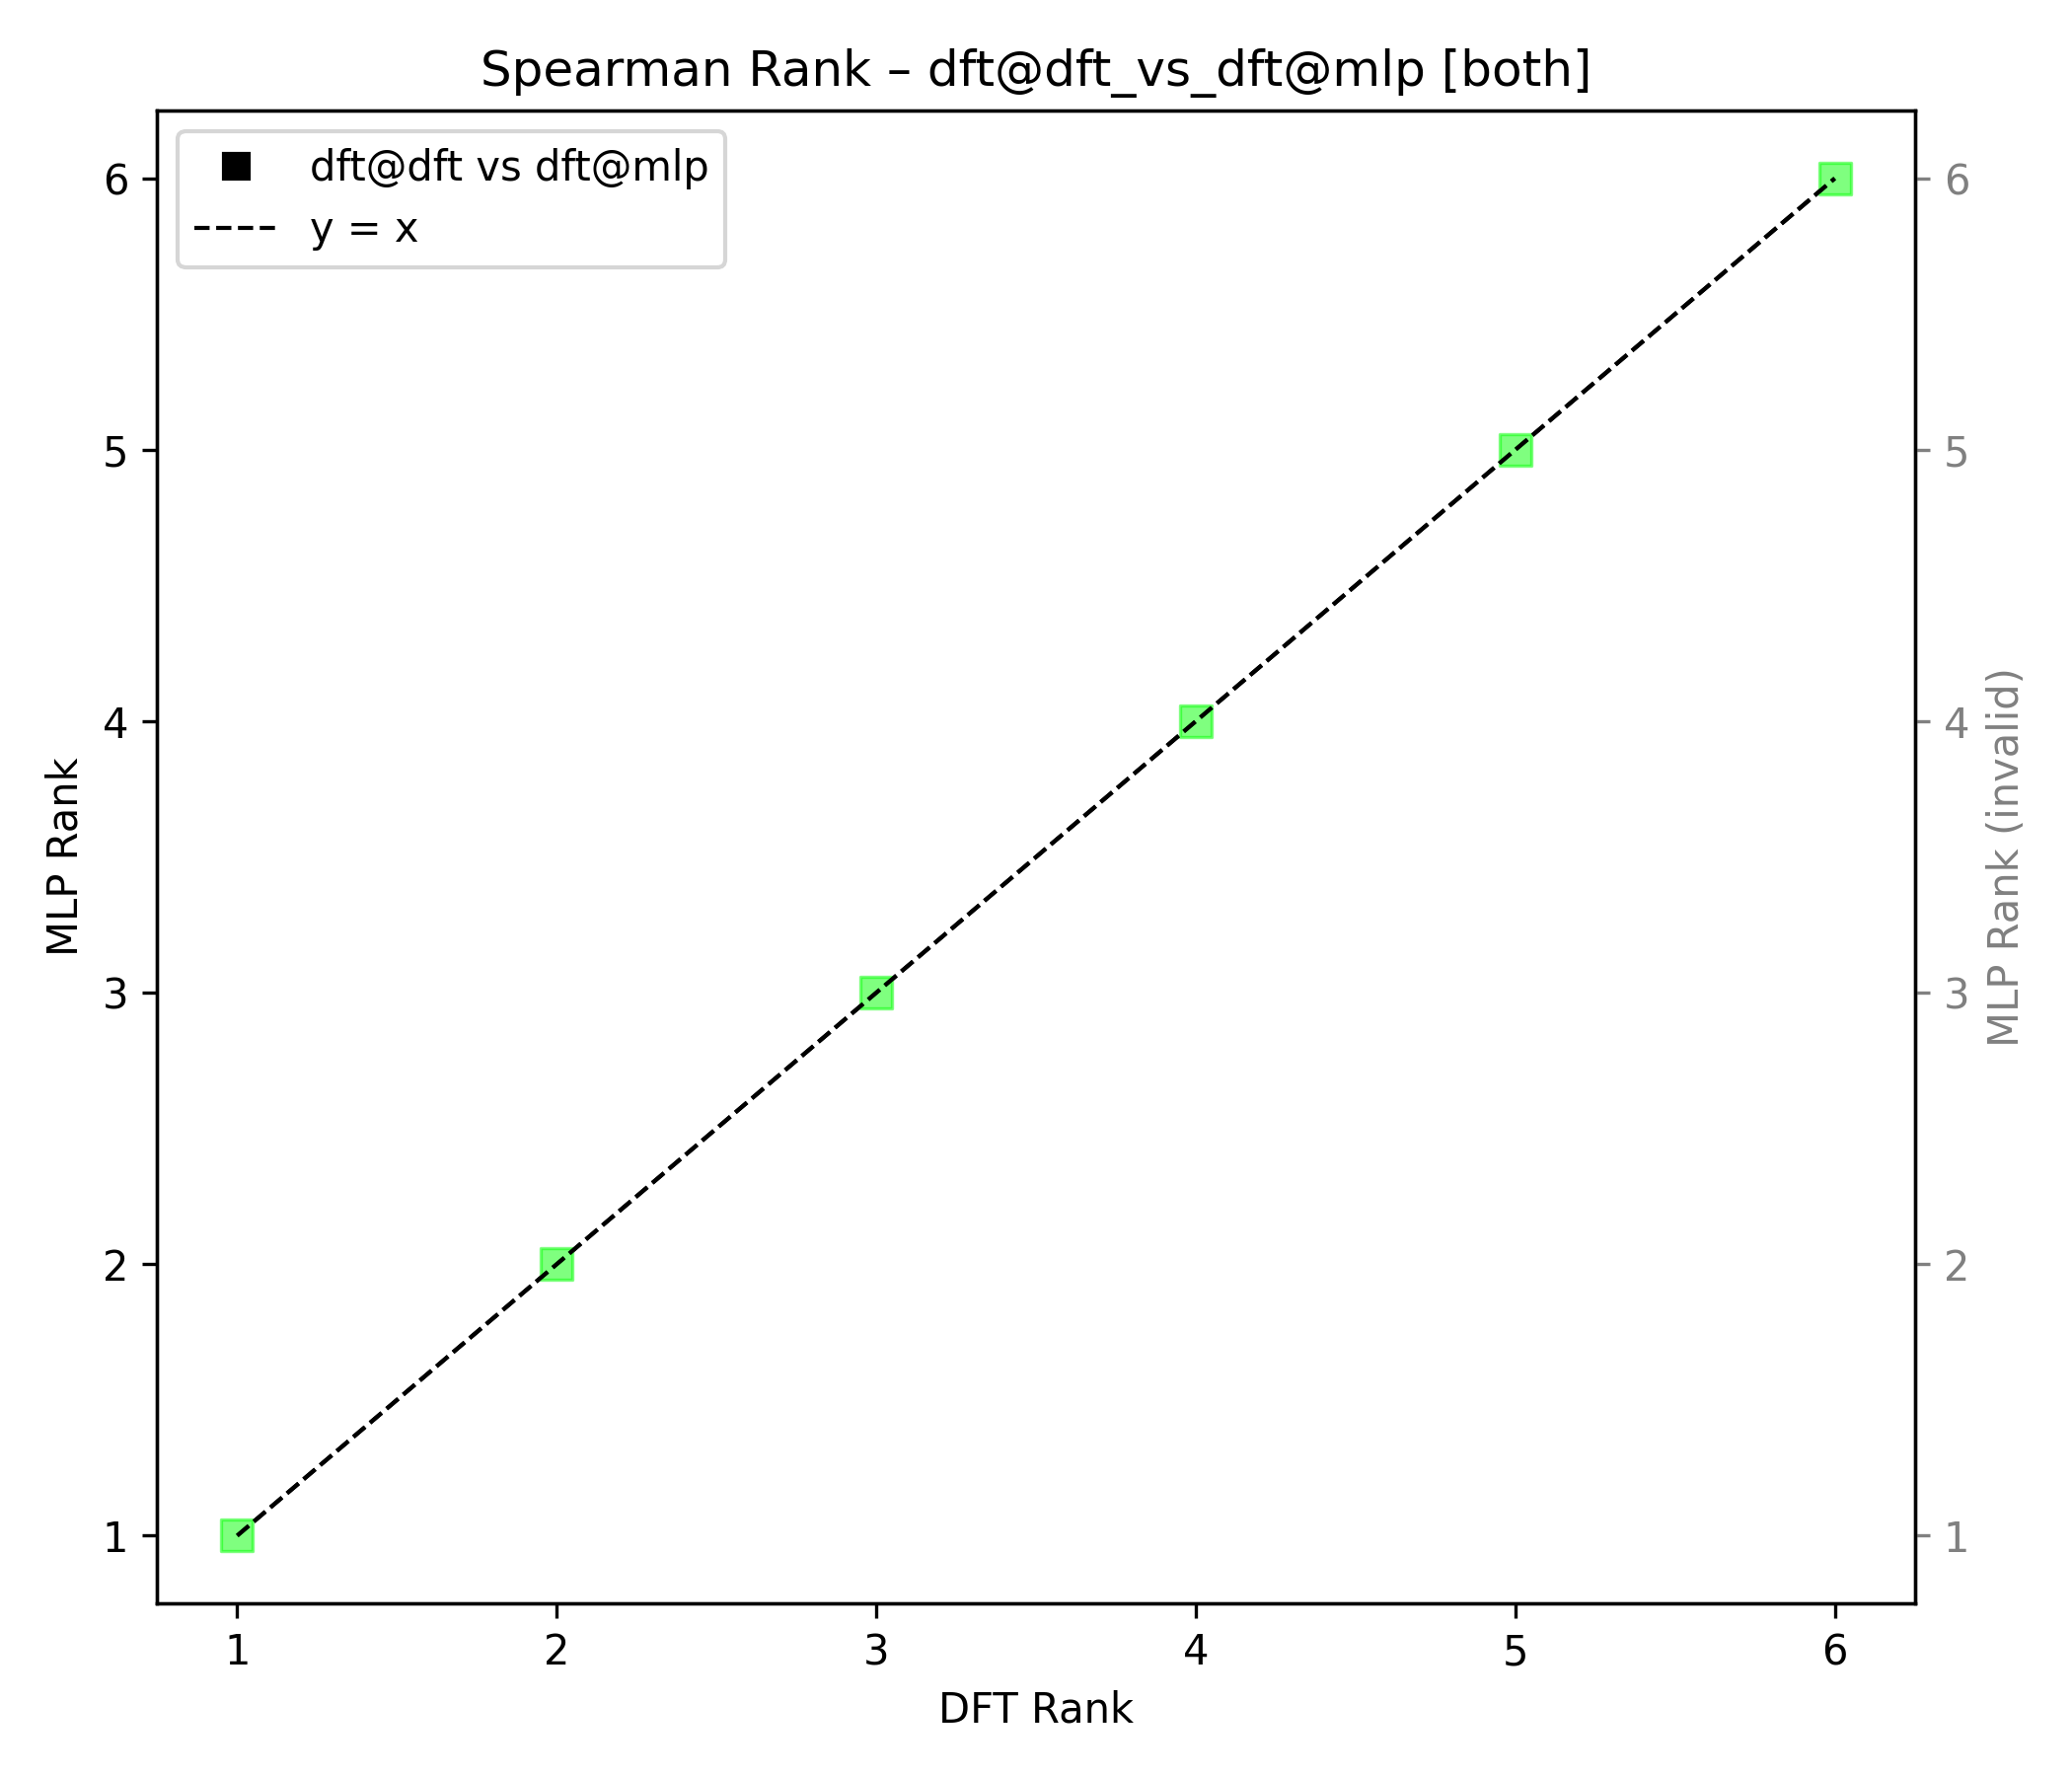 Spearman Rank – dft@dft_vs_dft@mlp [both]
dft@dft vs dft@mlp
y = x
MLP Rank
6
5
4
3
2
1
6
5
4
3
2
1
MLP Rank (invalid)
1 2 3 4 5 6
DFT Rank